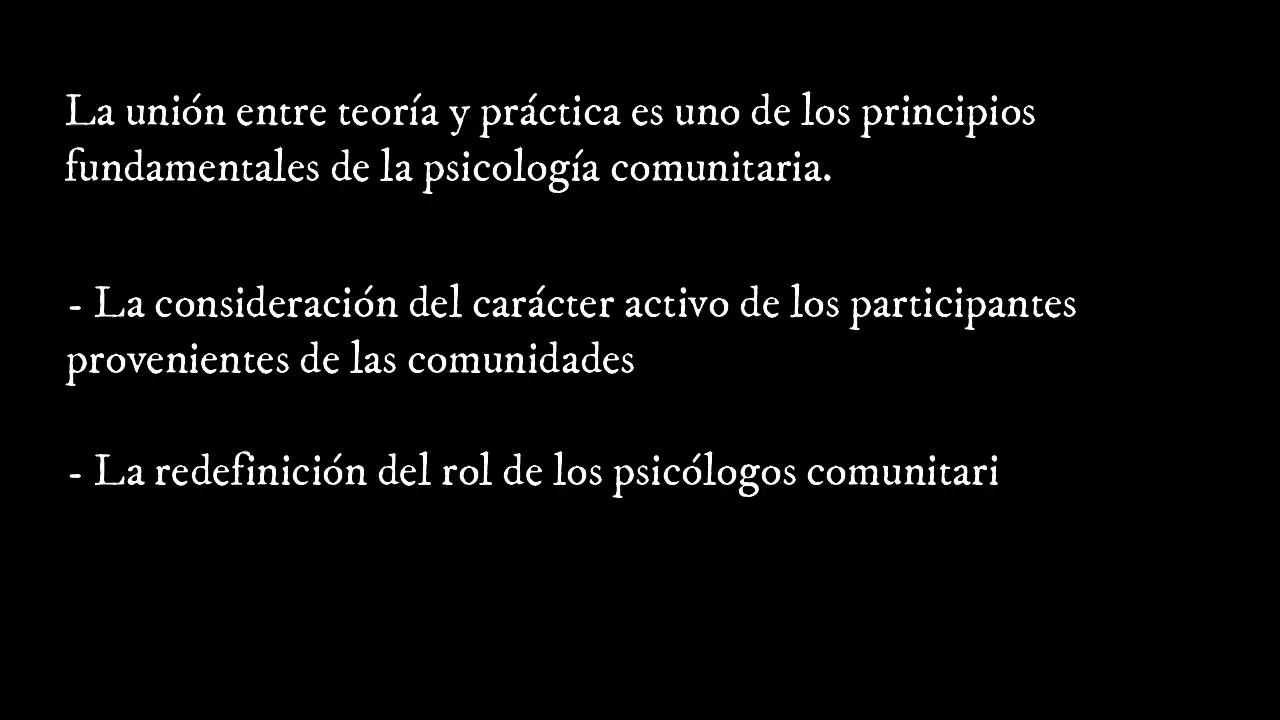 La unión entre teoría y práctica es uno de los principios
fundamentales de la psicología comunitaria.
- La consideración del carácter activo de los participantes
provenientes de las comunidades
- La redefinición del rol de los psicólogos comunitari